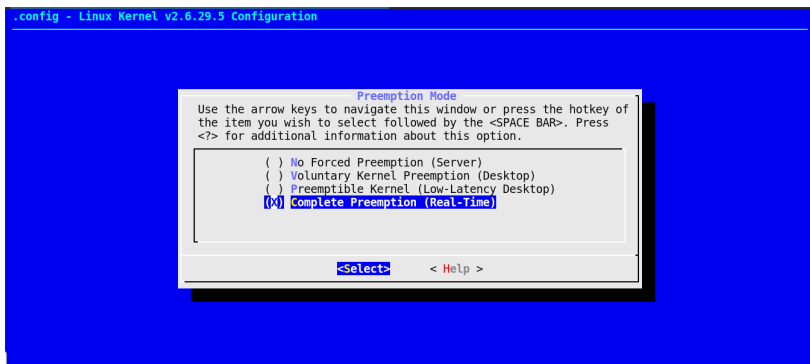 .config - Linux Kernel v2.6.29.5 Configuration
Preemption Mode
Use the arrow keys to navigate this window or press the hotkey of
the item you wish to select followed by the <SPACE BAR>. Press
<?> for additional information about this option.
( ) No Forced Preemption (Server)
( ) Voluntary Kernel Preemption (Desktop)
( ) Preemptible Kernel (Low-Latency Desktop)
(X) Complete Preemption (Real-Time)
<Select> < Help >